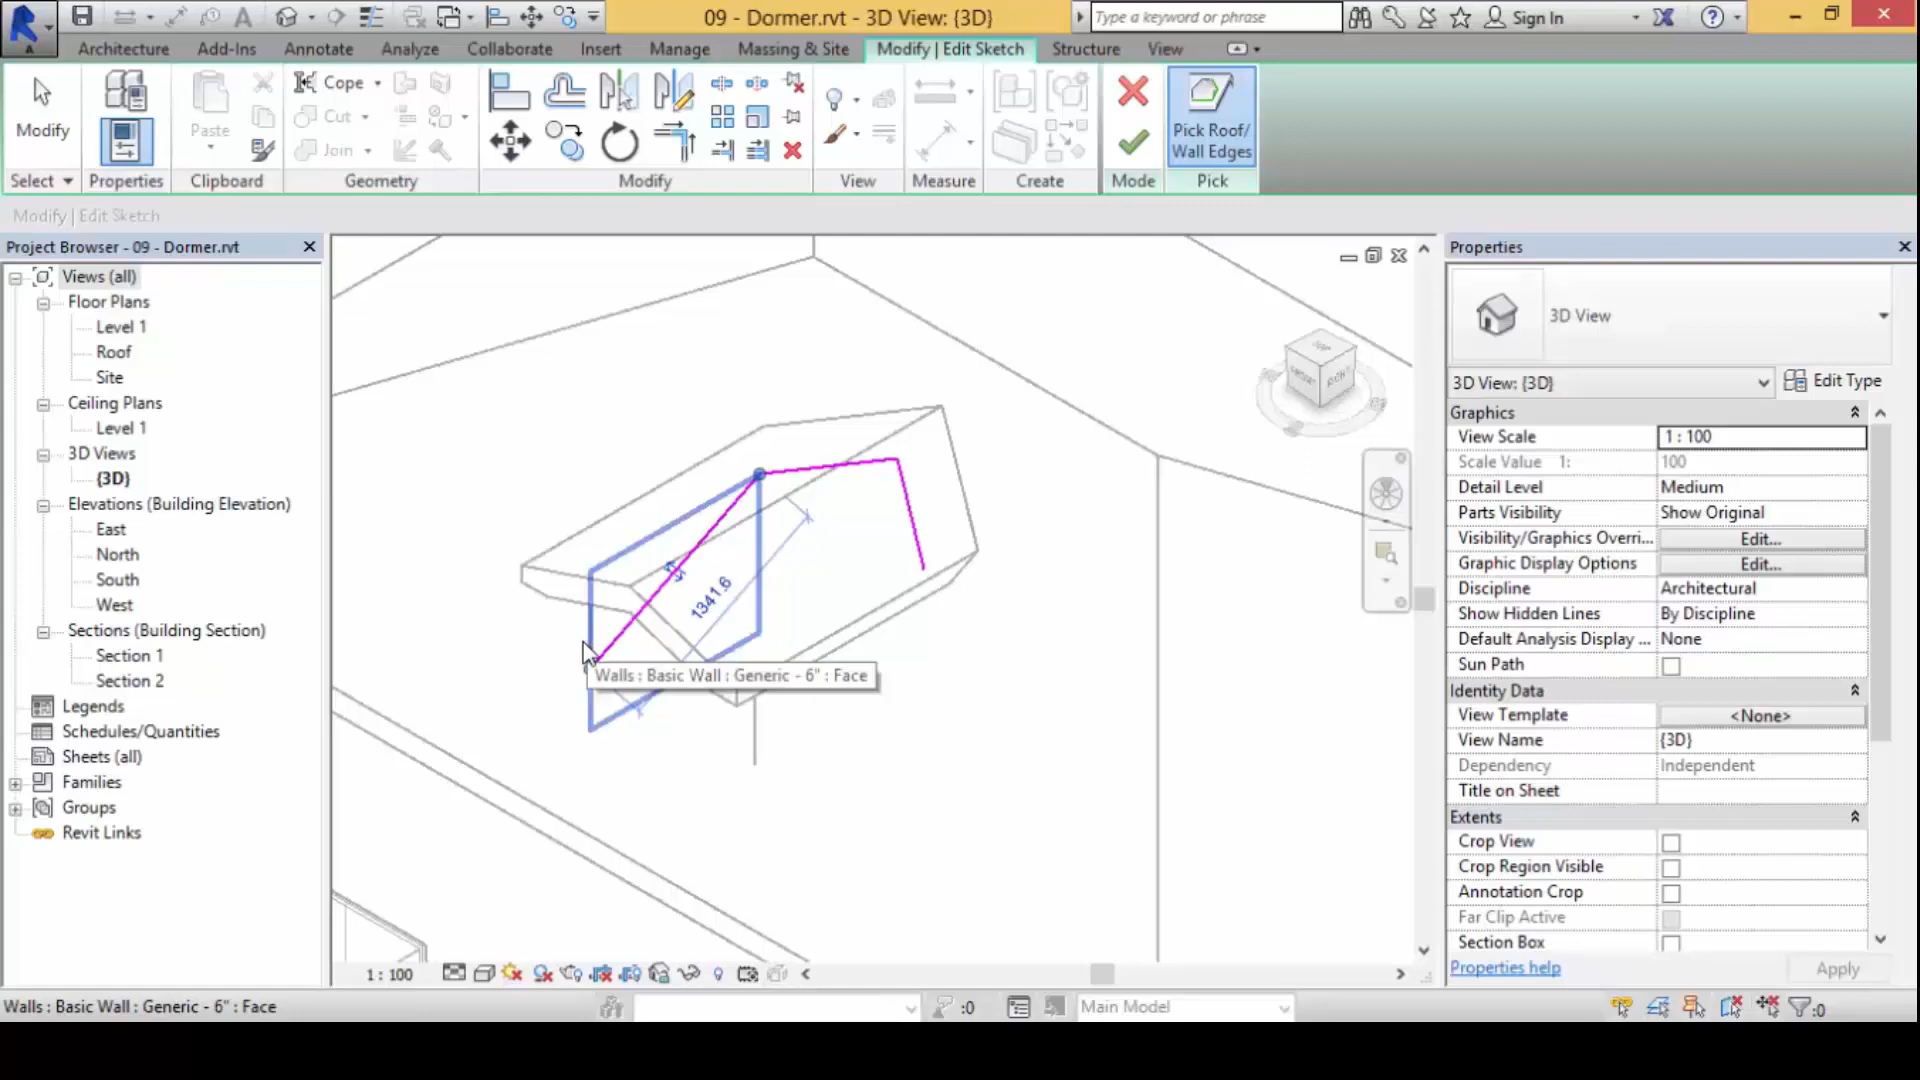 09 - Dormer.rvt - 3D View: {3D}
Type a keyword or phrase
Sign In
A
Architecture
Add-Ins
Annotate
Analyze
Collaborate
Insert
Manage
Massing & Site
Modify | Edit Sketch
Structure
View
Modify
Paste
Cope
Cut
Join
Pick Roof/
Wall Edges
Select
Properties
Clipboard
Geometry
Modify
View
Measure
Create
Mode
Pick
Modify | Edit Sketch
Project Browser - 09 - Dormer.rvt
Views (all)
Floor Plans
Level 1
Roof
Site
Ceiling Plans
Level 1
3D Views
{3D}
Elevations (Building Elevation)
East
North
South
West
Sections (Building Section)
Section 1
Section 2
Legends
Schedules/Quantities
Sheets (all)
Families
Groups
Revit Links
1341.6
Walls : Basic Wall : Generic - 6" : Face
1 : 100
Properties
3D View
3D View: {3D}
Edit Type
Graphics
View Scale
1 : 100
Scale Value 1:
100
Detail Level
Medium
Parts Visibility
Show Original
Visibility/Graphics Overri...
Edit...
Graphic Display Options
Edit...
Discipline
Architectural
Show Hidden Lines
By Discipline
Default Analysis Display ...
None
Sun Path
Identity Data
View Template
<None>
View Name
{3D}
Dependency
Independent
Title on Sheet
Extents
Crop View
Crop Region Visible
Annotation Crop
Far Clip Active
Section Box
Properties help
Apply
Walls : Basic Wall : Generic - 6" : Face
:0
Main Model
:0